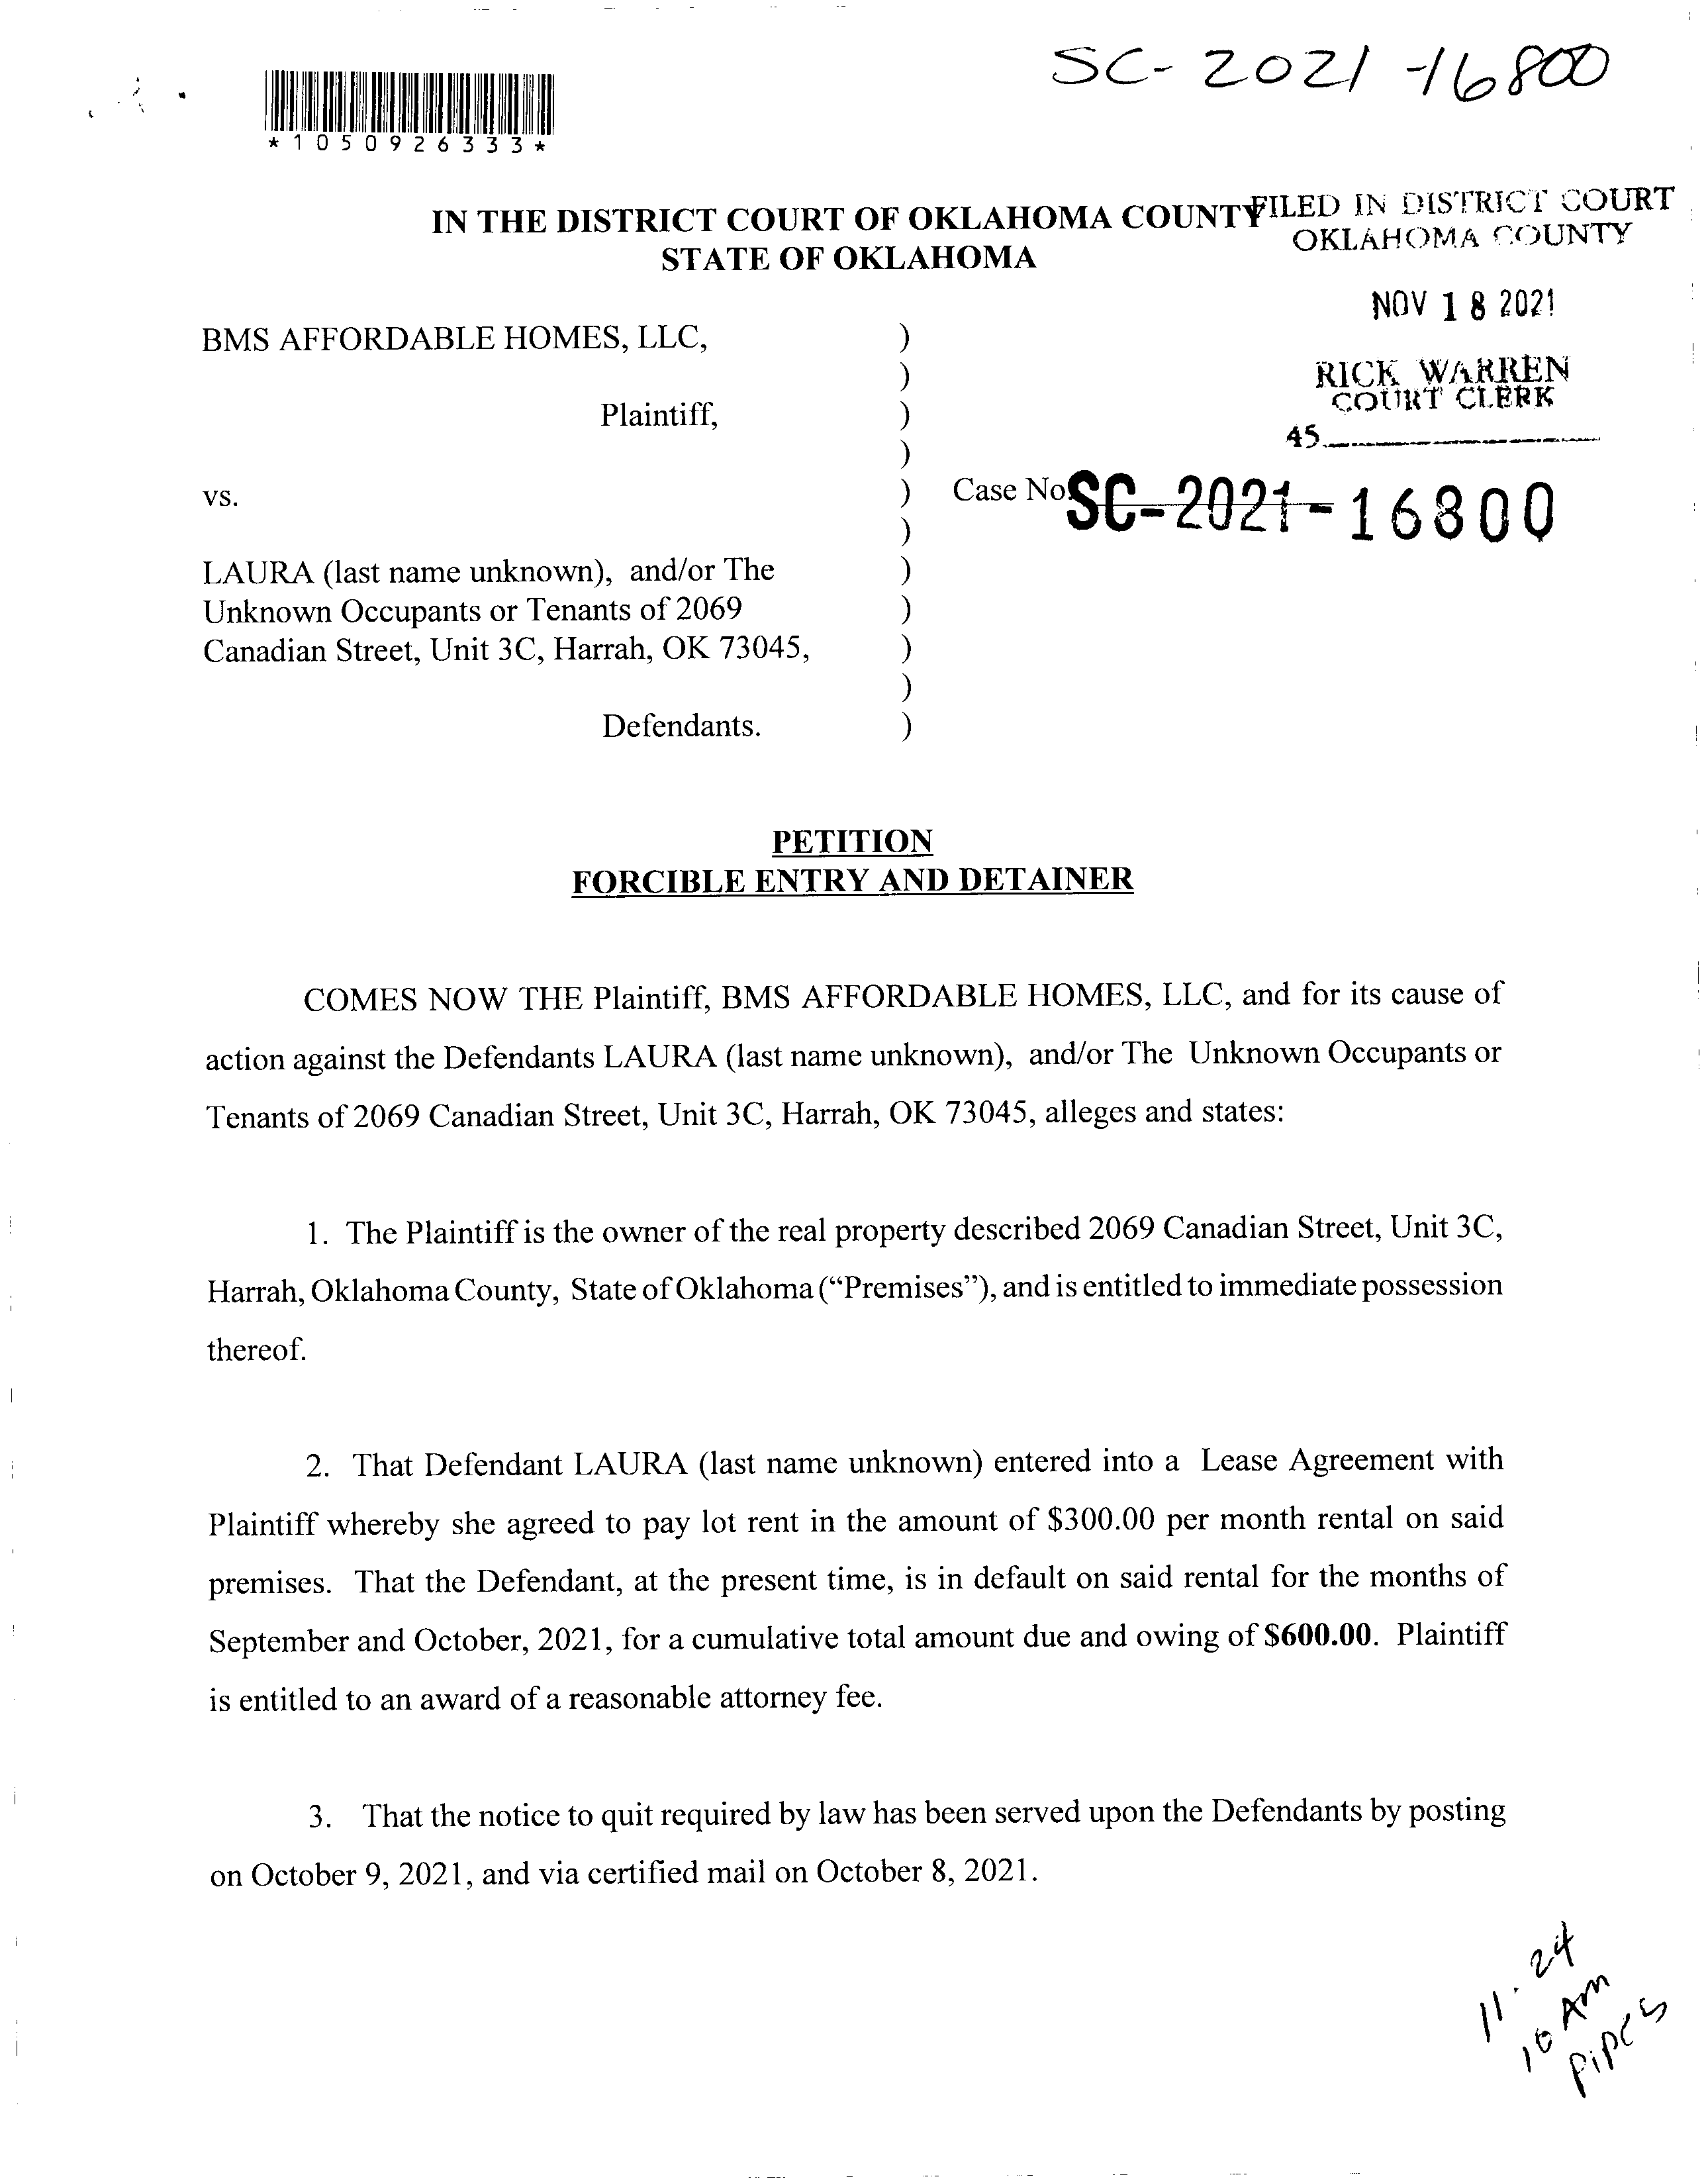 SC-2021-16800
*1050926333*
IN THE DISTRICT COURT OF OKLAHOMA COUNTY
STATE OF OKLAHOMA
FILED IN DISTRICT COURT
OKLAHOMA COUNTY
NOV 18 2021
RICK WARREN
COURT CLERK
45
BMS AFFORDABLE HOMES, LLC, )
)
Plaintiff, )
)
vs. ) Case No. SC-2021-16800
)
LAURA (last name unknown), and/or The )
Unknown Occupants or Tenants of 2069 )
Canadian Street, Unit 3C, Harrah, OK 73045, )
)
Defendants. )
PETITION
FORCIBLE ENTRY AND DETAINER
COMES NOW THE Plaintiff, BMS AFFORDABLE HOMES, LLC, and for its cause of
action against the Defendants LAURA (last name unknown), and/or The Unknown Occupants or
Tenants of 2069 Canadian Street, Unit 3C, Harrah, OK 73045, alleges and states:
1. The Plaintiff is the owner of the real property described 2069 Canadian Street, Unit 3C,
Harrah, Oklahoma County, State of Oklahoma (“Premises”), and is entitled to immediate possession
thereof.
2. That Defendant LAURA (last name unknown) entered into a Lease Agreement with
Plaintiff whereby she agreed to pay lot rent in the amount of $300.00 per month rental on said
premises. That the Defendant, at the present time, is in default on said rental for the months of
September and October, 2021, for a cumulative total amount due and owing of $600.00. Plaintiff
is entitled to an award of a reasonable attorney fee.
3. That the notice to quit required by law has been served upon the Defendants by posting
on October 9, 2021, and via certified mail on October 8, 2021.
11.24
10 AM
Pipes